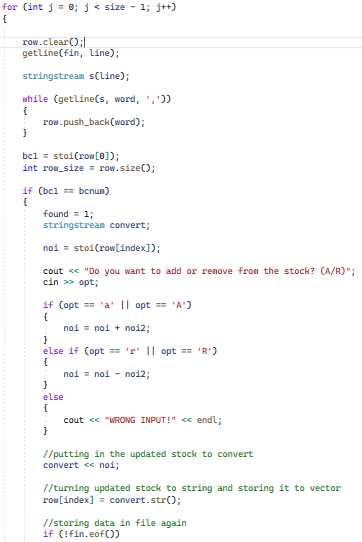 for (int j = 0; j < size - 1; j++)
{
row.clear();
getline(fin, line);
stringstream s(line);
while (getline(s, word, ','))
{
row.push_back(word);
}
bc1 = stoi(row[0]);
int row_size = row.size();
if (bc1 == bcnum)
{
found = 1;
stringstream convert;
noi = stoi(row[index]);
cout << "Do you want to add or remove from the stock? (A/R)";
cin >> opt;
if (opt == 'a' || opt == 'A')
{
noi = noi + noi2;
}
else if (opt == 'r' || opt == 'R')
{
noi = noi - noi2;
}
else
{
cout << "WRONG INPUT!" << endl;
}
//putting in the updated stock to convert
convert << noi;
//turning updated stock to string and storing it to vector
row[index] = convert.str();
//storing data in file again
if (!fin.eof())